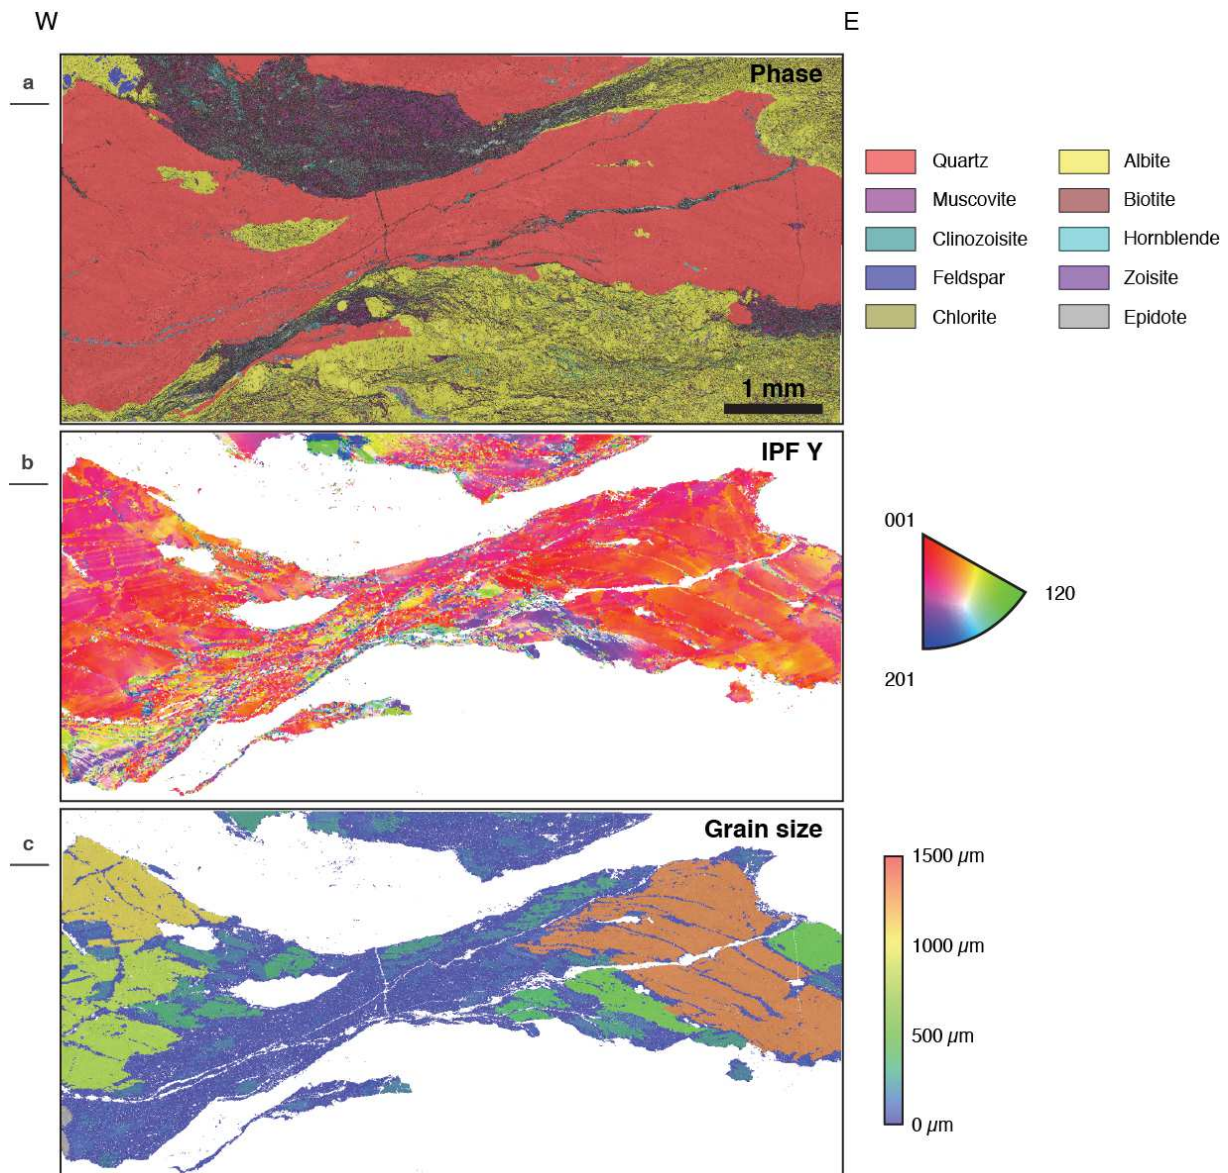 W
E
a
Phase
Quartz
Albite
Muscovite
Biotite
Clinozoisite
Hornblende
Feldspar
Zoisite
Chlorite
Epidote
1 mm
b
IPF Y
001
120
201
c
Grain size
1500 µm
1000 µm
500 µm
0 µm